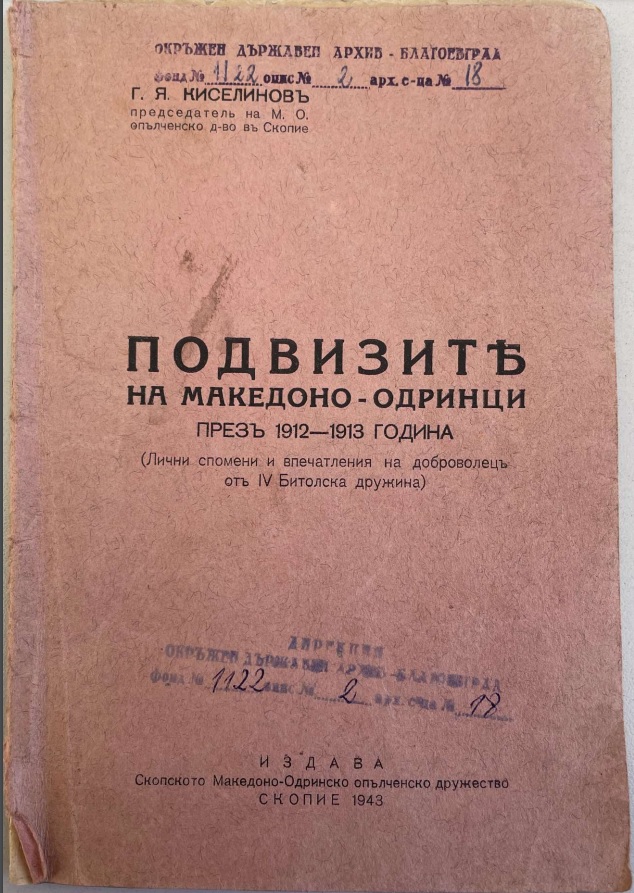 ОКРЪЖЕН ДЪРЖАВЕН АРХИВ - БЛАГОЕВГРАД
Фонд № 1122 опис № 2 арх. е-ца № 18
Г. Я. КИСЕЛИНОВЪ
председатель на М. О.
опълченско д-во въ Скопие
ПОДВИЗИТѢ
НА МАКЕДОНО - ОДРИНЦИ
ПРЕЗЪ 1912—1913 ГОДИНА
(Лични спомени и впечатления на доброволецъ
отъ IV Битолска дружина)
ДИРЕКЦИЯ
ОКРЪЖЕН ДЪРЖАВЕН АРХИВ - БЛАГОЕВГРАД
Фонд № 1122 опис № 2 арх. е-ца № 18
ИЗДАВА
Скопското Македоно-Одринско опълченско дружество
СКОПИЕ 1943